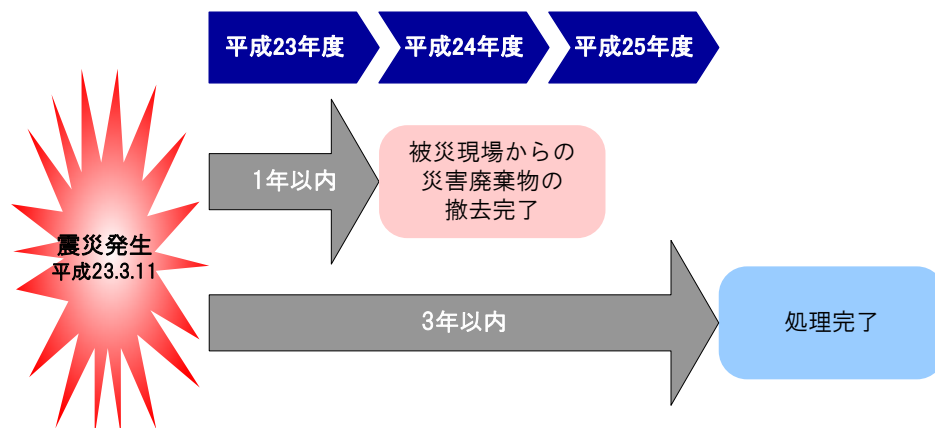 平成23年度
平成24年度
平成25年度
1年以内
被災現場からの
災害廃棄物の
撤去完了
震災発生
平成23.3.11
3年以内
処理完了